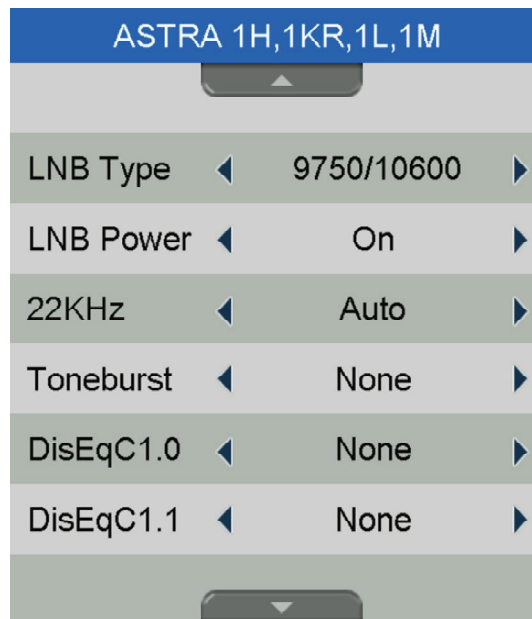 ASTRA 1H,1KR,1L,1M
LNB Type 9750/10600
LNB Power On
22KHz Auto
Toneburst None
DisEqC1.0 None
DisEqC1.1 None